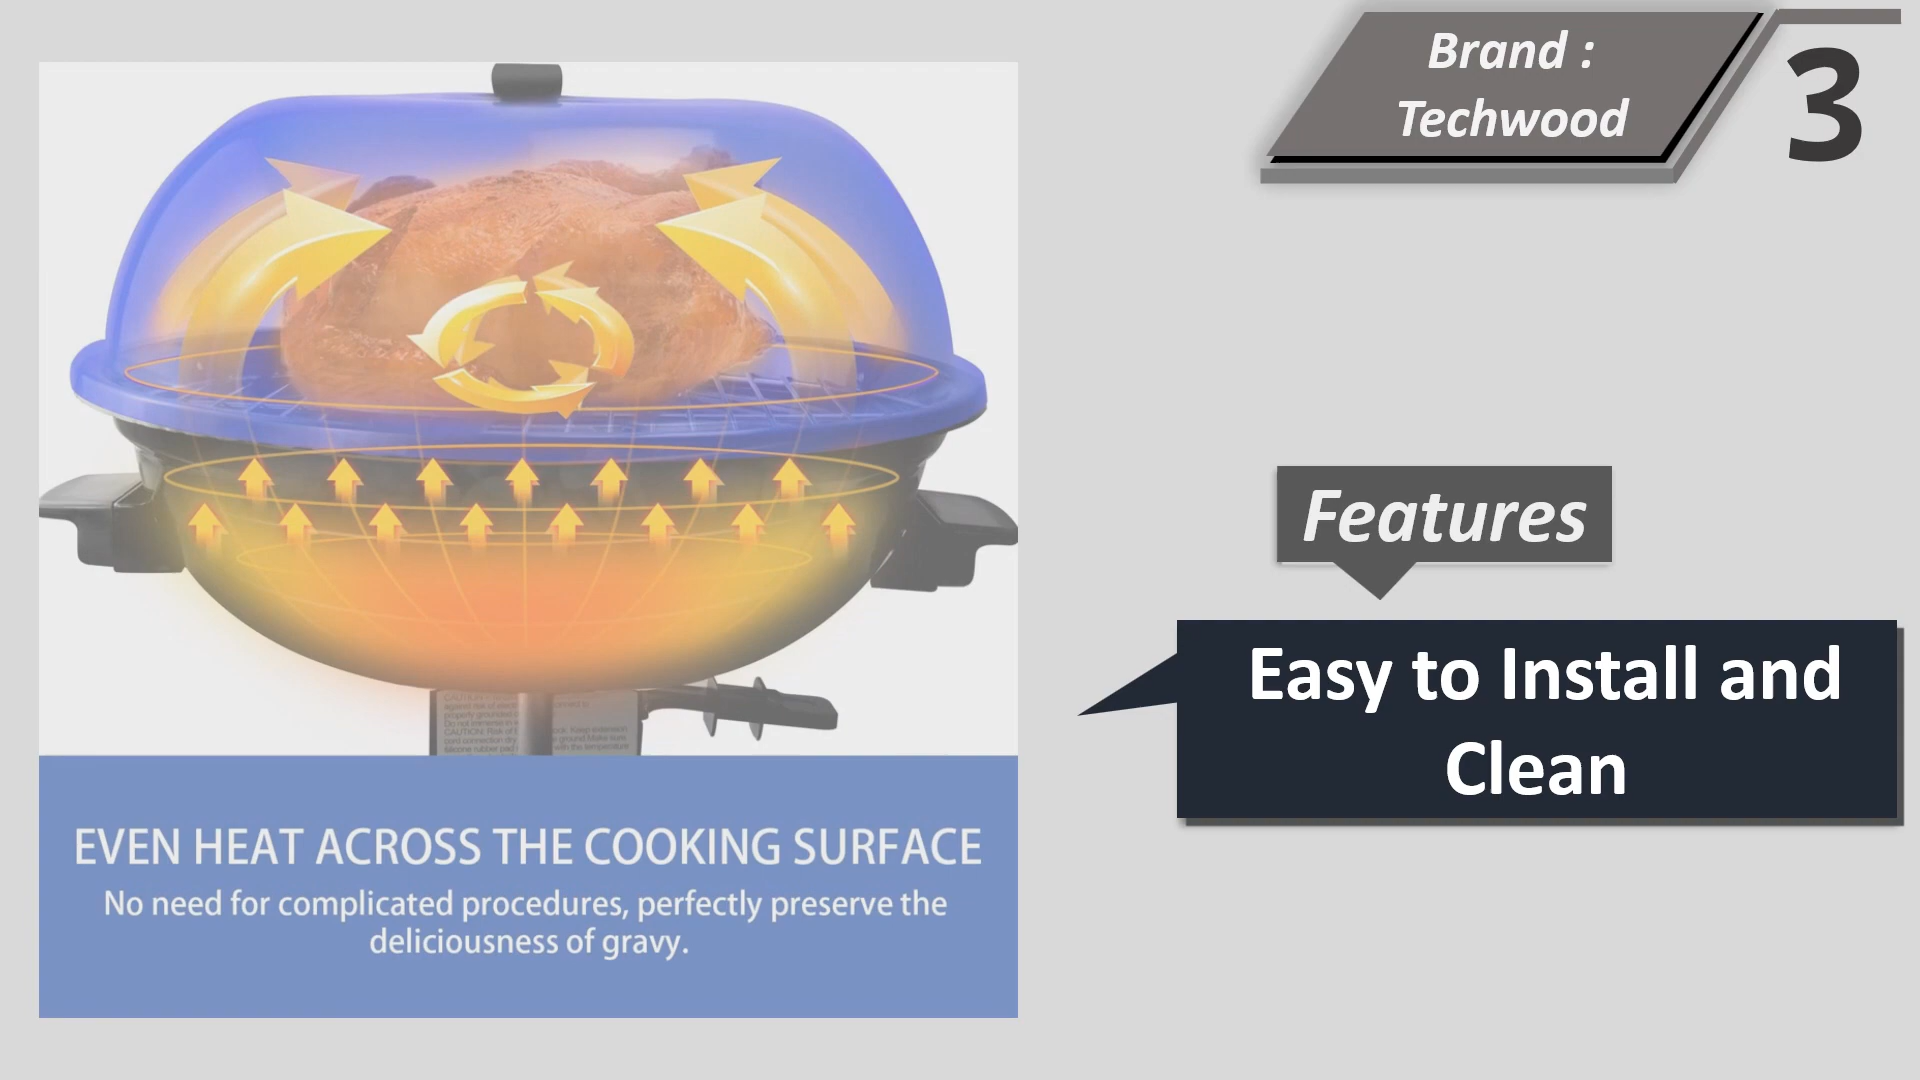 Brand :
Techwood
3
Features
Easy to Install and
Clean
EVEN HEAT ACROSS THE COOKING SURFACE
No need for complicated procedures, perfectly preserve the
deliciousness of gravy.